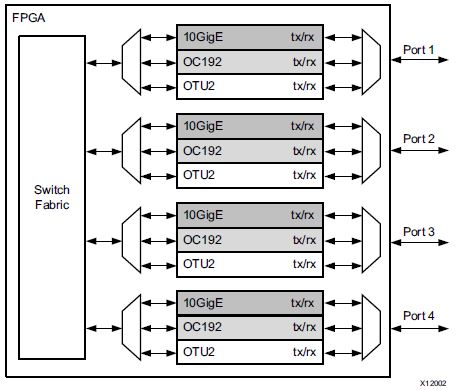 FPGA
Switch
Fabric
10GigE tx/rx
OC192 tx/rx
OTU2 tx/rx
Port 1
10GigE tx/rx
OC192 tx/rx
OTU2 tx/rx
Port 2
10GigE tx/rx
OC192 tx/rx
OTU2 tx/rx
Port 3
10GigE tx/rx
OC192 tx/rx
OTU2 tx/rx
Port 4
X12002